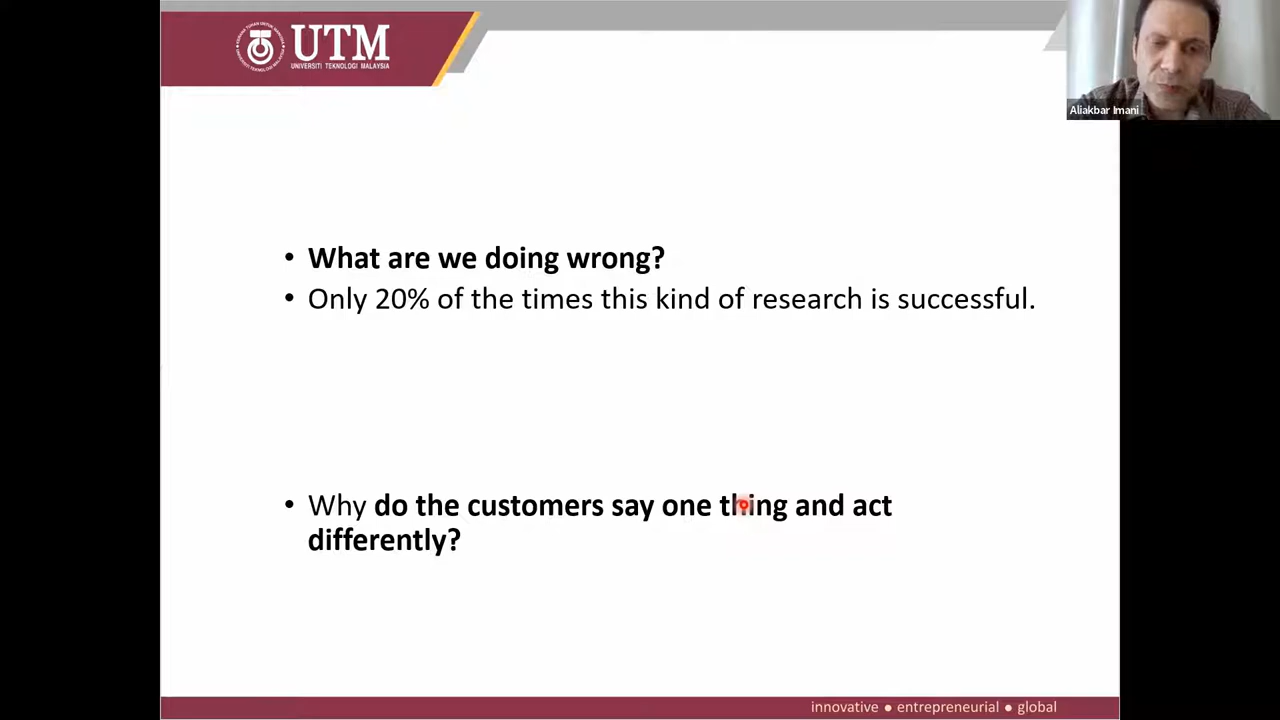 UTM
UNIVERSITI TEKNOLOGI MALAYSIA
Aliakbar Imani
• What are we doing wrong?
• Only 20% of the times this kind of research is successful.
• Why do the customers say one thing and act
differently?
innovative ● entrepreneurial ● global